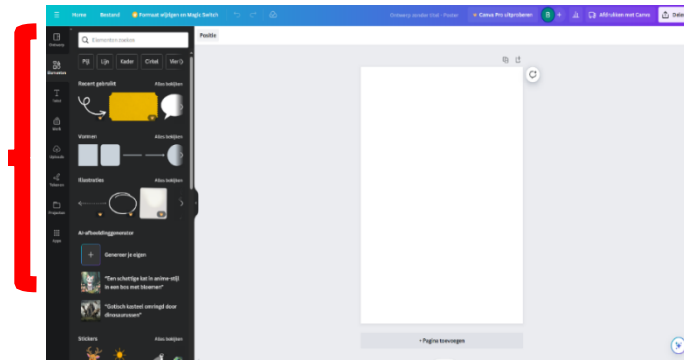 Home Bestand Formaat wijzigen en Magic Switch Ontwerp zonder titel - Poster Canva Pro uitproberen Afdrukken met Canva Delen
Ontwerp
Elementen
Tekst
Merk
Uploads
Tekenen
Projecten
Apps
Elementen zoeken
Pijl Lijn Kader Cirkel
Recent gebruikt Alles bekijken
Vormen Alles bekijken
Illustraties Alles bekijken
AI-afbeeldinggenerator
Genereer je eigen
"Een schattige kat in anime-stijl
in een bos met bloemen"
"Gotisch kasteel omringd door
dinosaurussen"
Stickers Alles bekijken
Positie
+ Pagina toevoegen